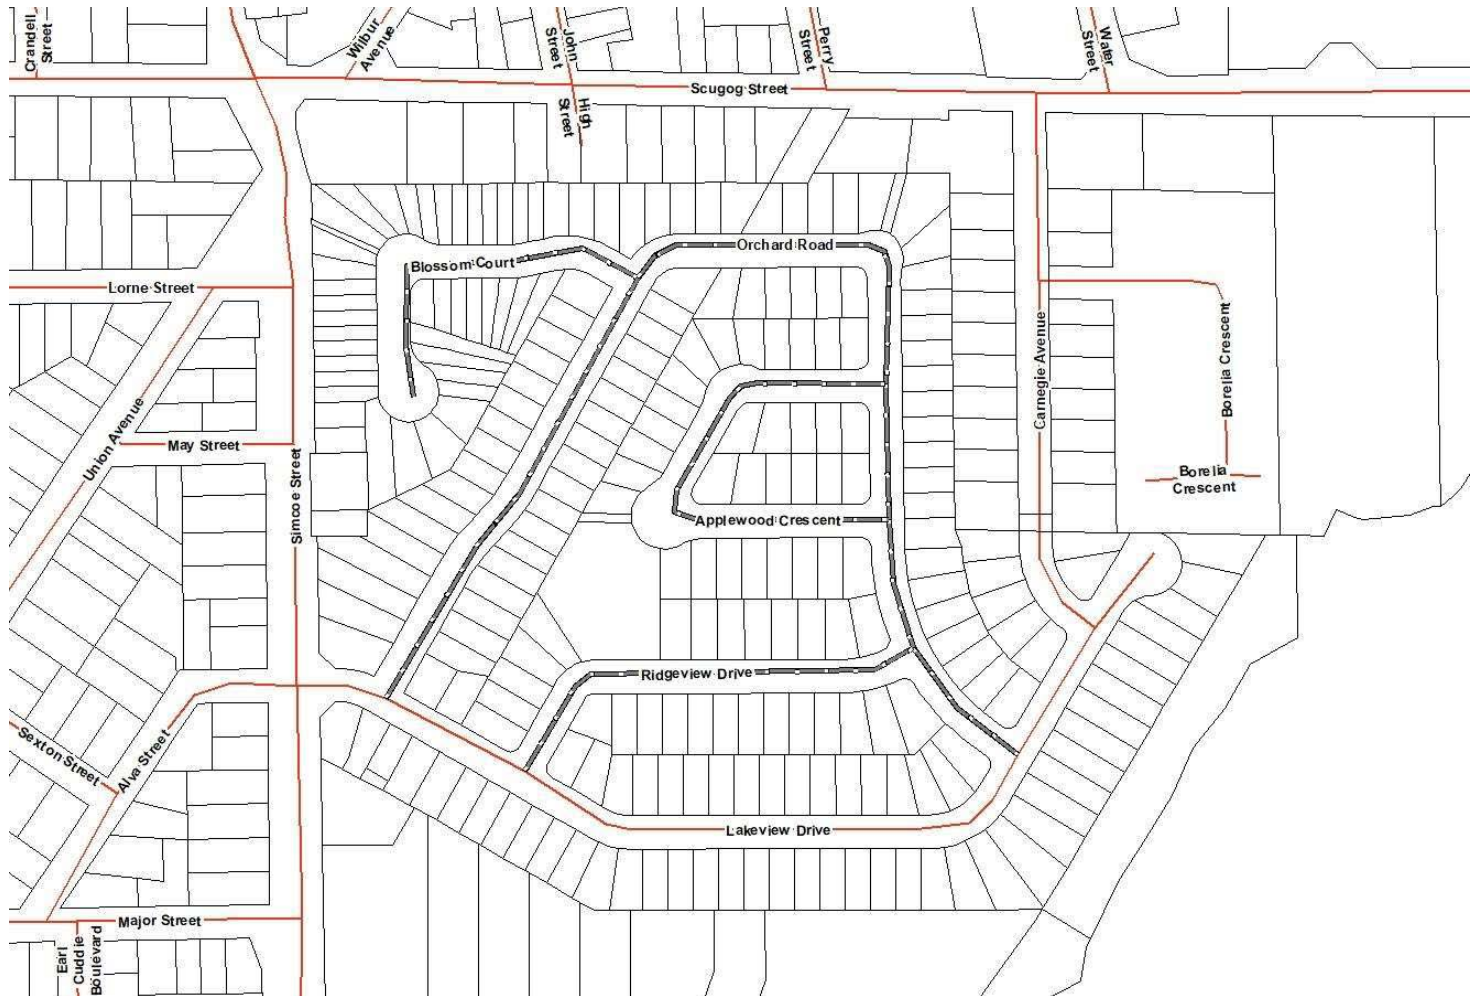 Crandell
Street
Wilbur
Avenue
John
Street
Perry
Street
Water
Street
Scugog Street
High
Street
Orchard Road
Blossom Court
Lorne Street
Carnegie Avenue
Borelia Crescent
Union Avenue
May Street
Simcoe Street
Borelia
Crescent
Applewood Crescent
Ridgeview Drive
Sexton Street
Alva Street
Lakeview Drive
Major Street
Earl
Cuddie
Boulevard